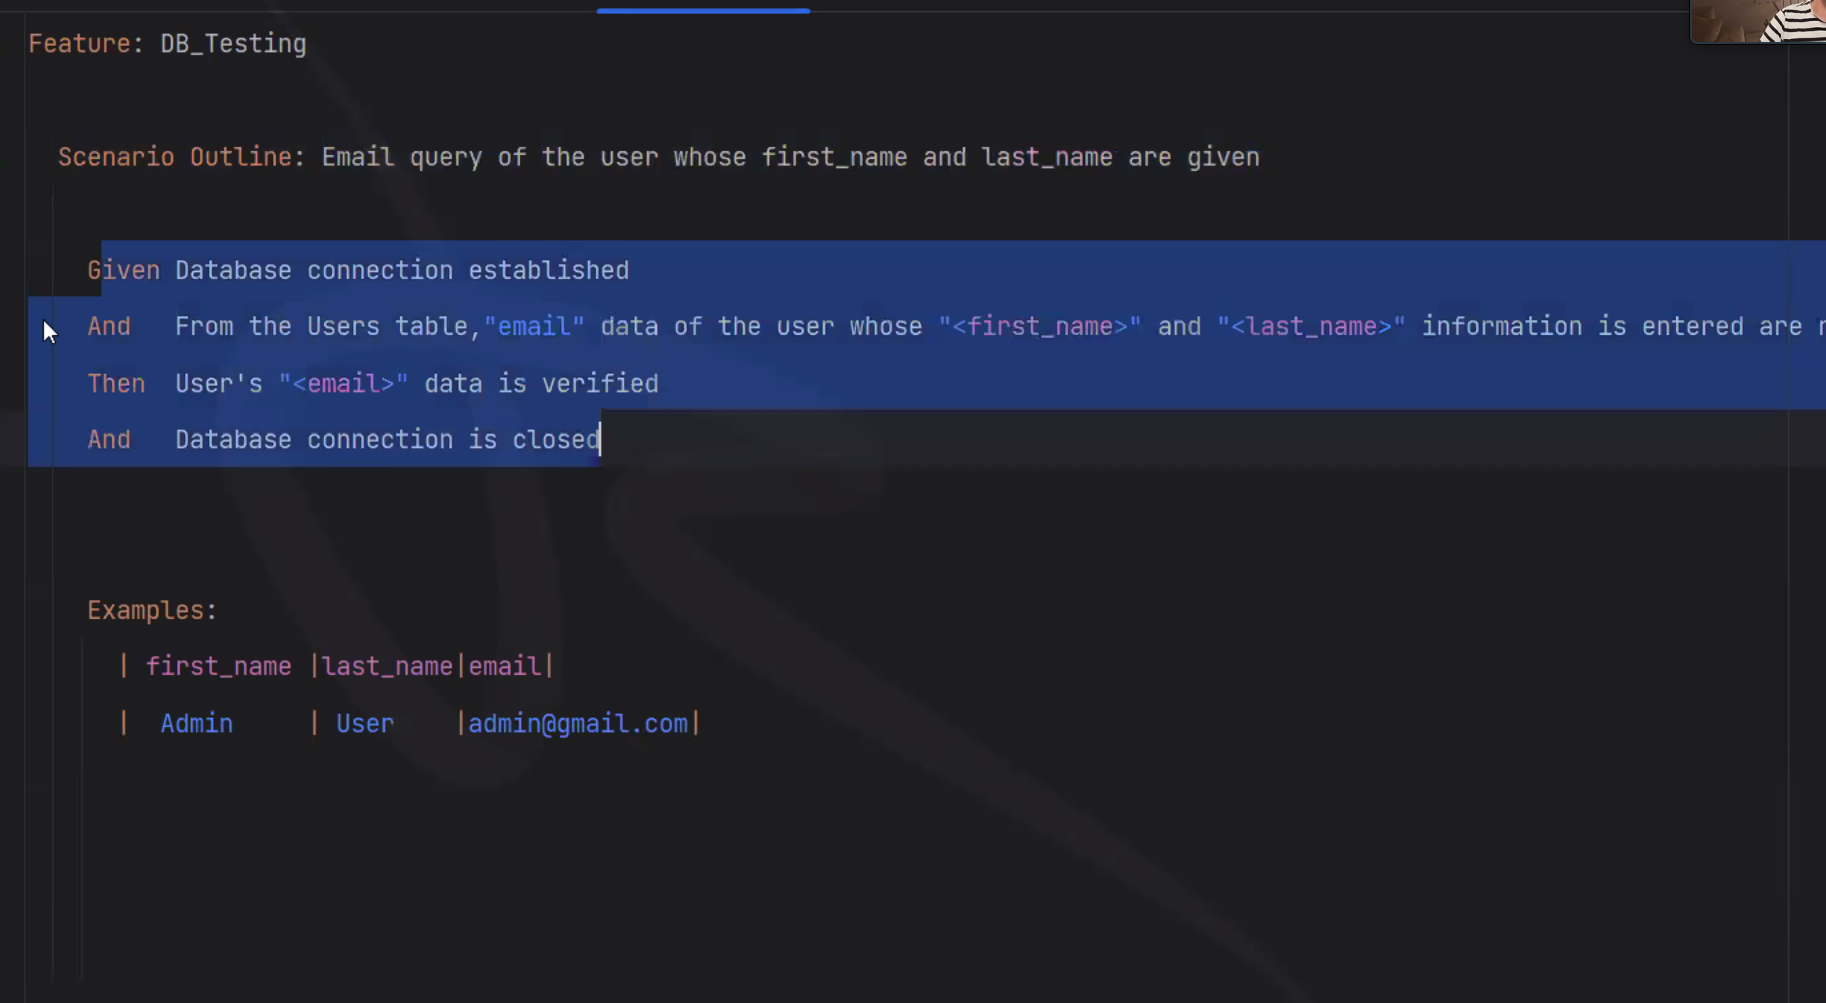 Feature: DB_Testing
Scenario Outline: Email query of the user whose first_name and last_name are given
Given Database connection established
And From the Users table,"email" data of the user whose "<first_name>" and "<last_name>" information is entered are
Then User's "<email>" data is verified
And Database connection is closed
Examples:
| first_name |last_name|email|
| Admin | User |admin@gmail.com|